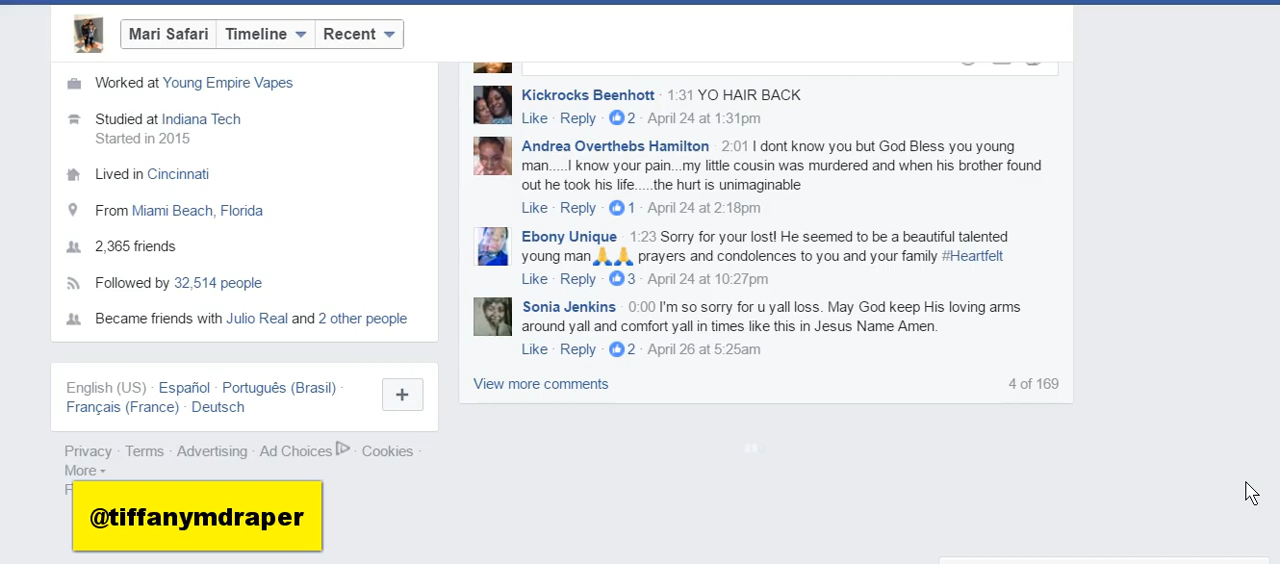 Mari Safari Timeline Recent
Worked at Young Empire Vapes
Studied at Indiana Tech
Started in 2015
Lived in Cincinnati
From Miami Beach, Florida
2,365 friends
Followed by 32,514 people
Became friends with Julio Real and 2 other people
English (US) · Español · Português (Brasil) ·
Français (France) · Deutsch
+
Privacy · Terms · Advertising · Ad Choices · Cookies ·
More
@tiffanymdraper
Kickrocks Beenhott · 1:31 YO HAIR BACK
Like · Reply · 2 · April 24 at 1:31pm
Andrea Overthebs Hamilton · 2:01 I dont know you but God Bless you young
man.....I know your pain...my little cousin was murdered and when his brother found
out he took his life.....the hurt is unimaginable
Like · Reply · 1 · April 24 at 2:18pm
Ebony Unique · 1:23 Sorry for your lost! He seemed to be a beautiful talented
young man🙏🙏 prayers and condolences to you and your family #Heartfelt
Like · Reply · 3 · April 24 at 10:27pm
Sonia Jenkins · 0:00 I'm so sorry for u yall loss. May God keep His loving arms
around yall and comfort yall in times like this in Jesus Name Amen.
Like · Reply · 2 · April 26 at 5:25am
View more comments 4 of 169